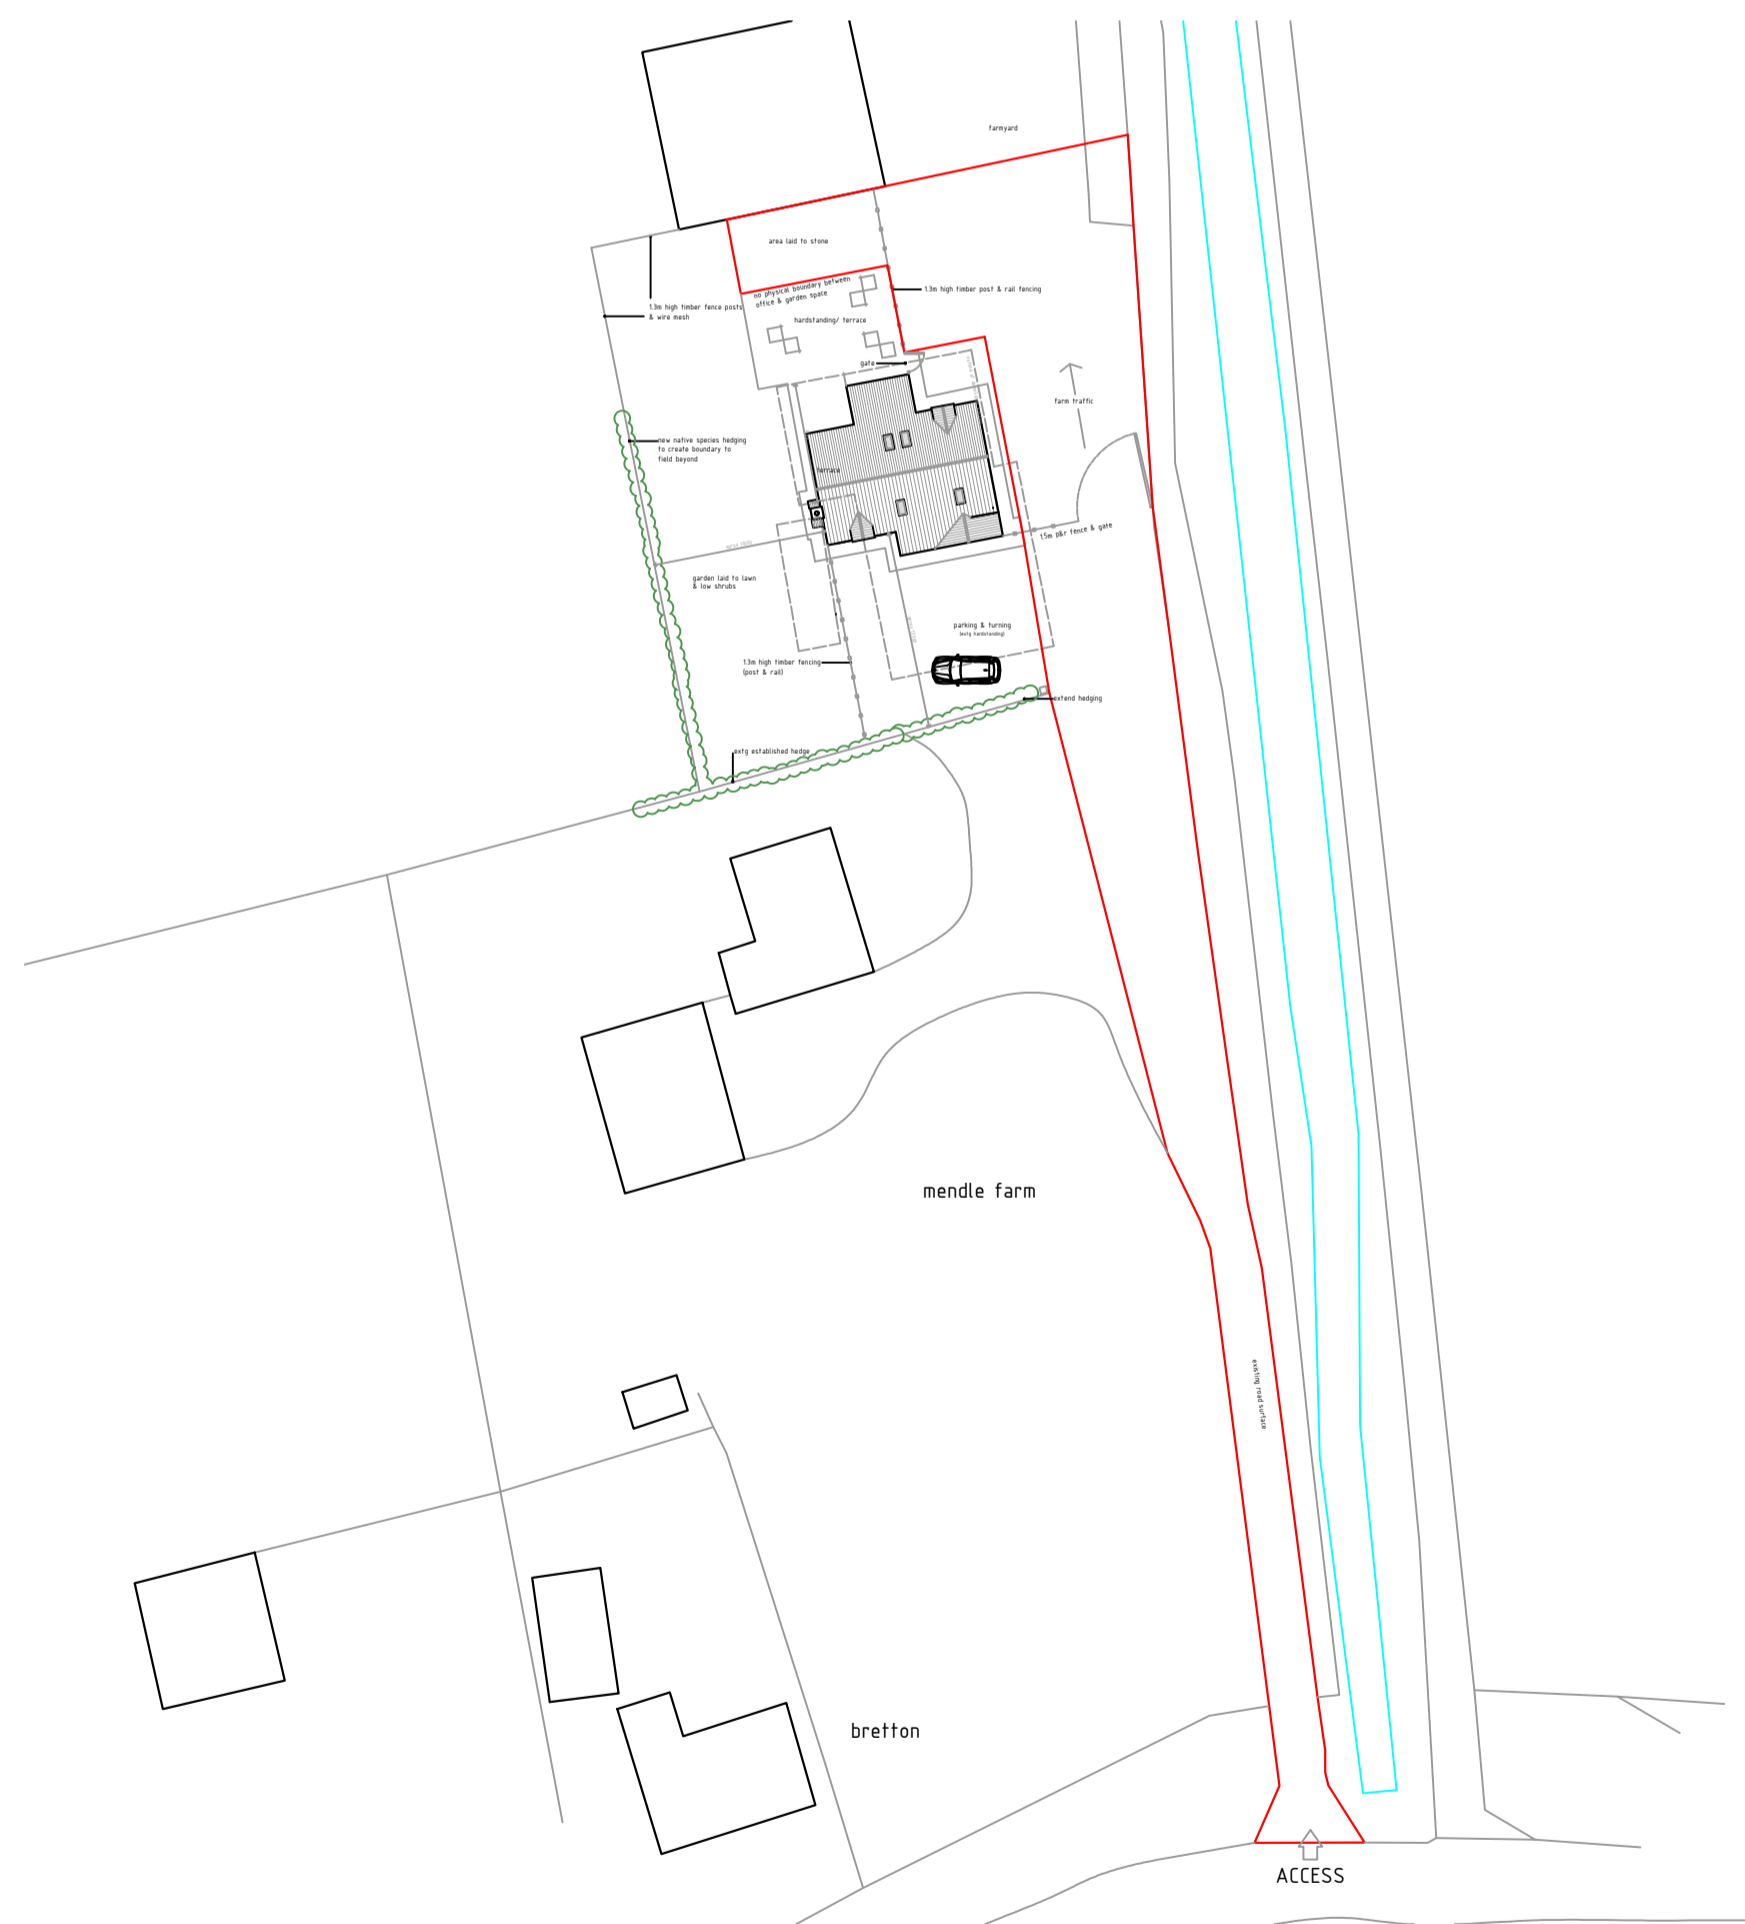 farmyard
area laid to stone
no physical boundary between
office & garden space
1.3m high timber post & rail fencing
1.3m high timber fence posts
& wire mesh
hardstanding/ terrace
gate
farm traffic
new native species hedging
to create boundary to
field beyond
terrace
1.5m p&r fence & gate
garden laid to lawn
& low shrubs
parking & turning
(extg hardstanding)
1.3m high timber fencing
(post & rail)
extend hedging
extg established hedge
mendle farm
existing road surface
bretton
ACCESS